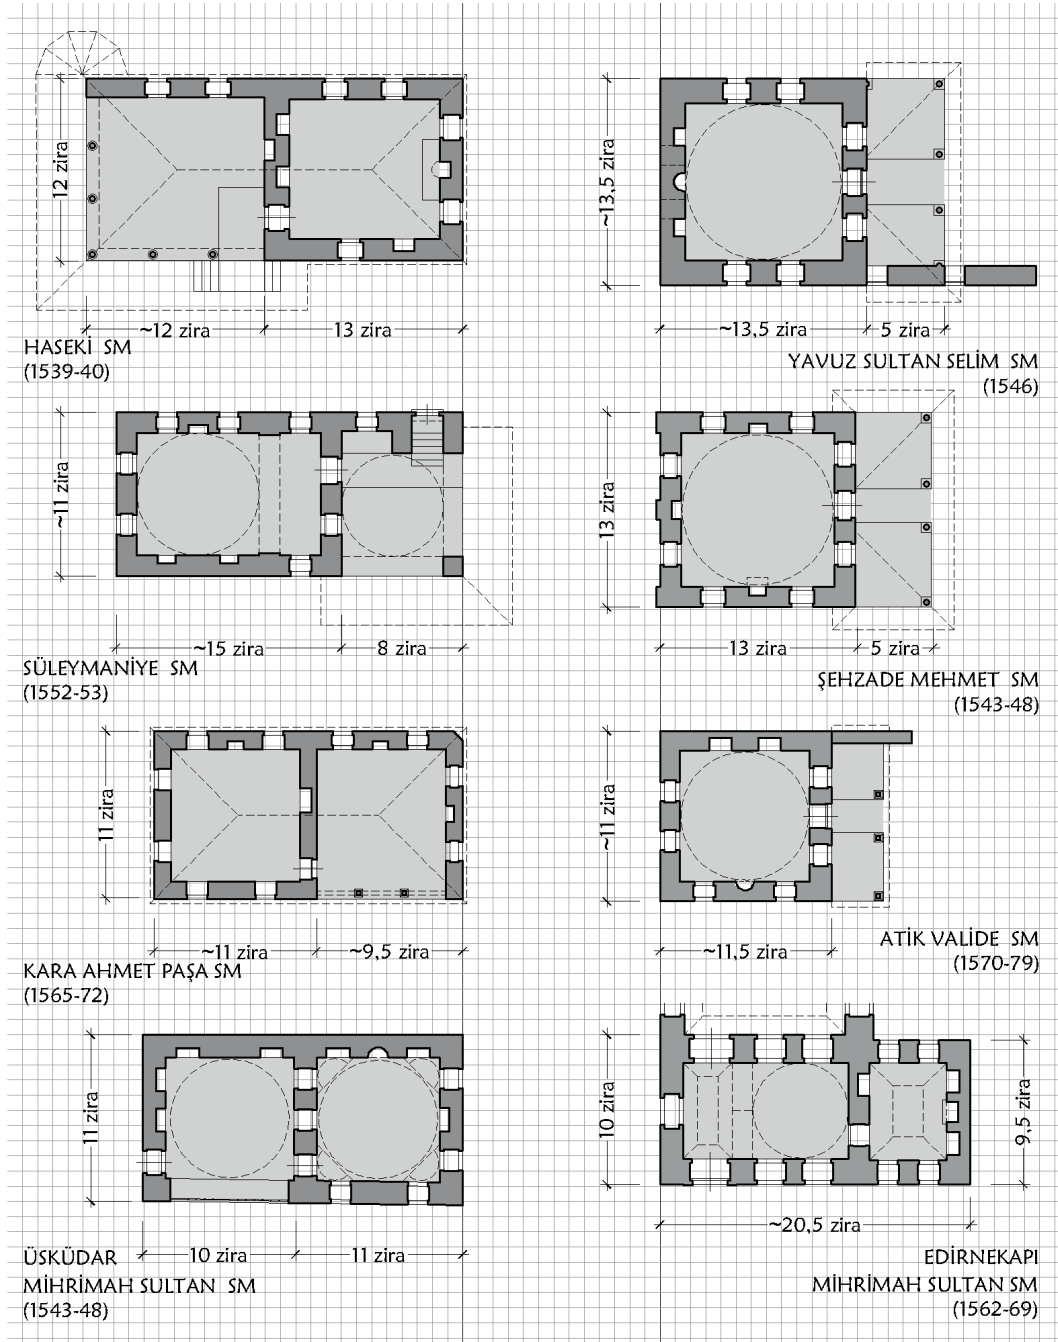 12 zira
~12 zira
13 zira
HASEKİ SM
(1539-40)
~13,5 zira
~13,5 zira
5 zira
YAVUZ SULTAN SELİM SM
(1546)
~11 zira
~15 zira
8 zira
SÜLEYMANİYE SM
(1552-53)
13 zira
13 zira
5 zira
ŞEHZADE MEHMET SM
(1543-48)
11 zira
~11 zira
~9,5 zira
KARA AHMET PAŞA SM
(1565-72)
~11 zira
~11,5 zira
ATİK VALİDE SM
(1570-79)
11 zira
10 zira
11 zira
ÜSKÜDAR
MİHRİMAH SULTAN SM
(1543-48)
10 zira
9,5 zira
~20,5 zira
EDİRNEKAPI
MİHRİMAH SULTAN SM
(1562-69)